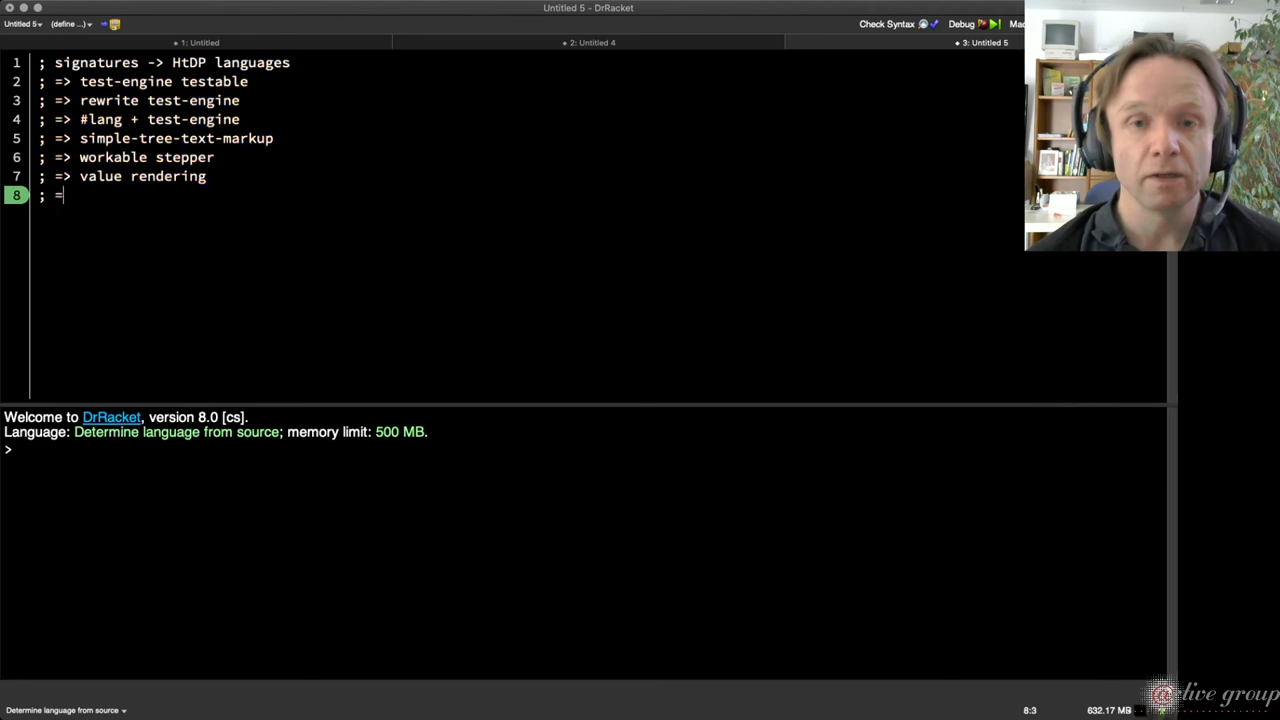 Untitled 5 - DrRacket
Untitled 5 (define ...) Check Syntax Debug Mac
1: Untitled 2: Untitled 4 3: Untitled 5
1 ; signatures -> HtDP languages
2 ; => test-engine testable
3 ; => rewrite test-engine
4 ; => #lang + test-engine
5 ; => simple-tree-text-markup
6 ; => workable stepper
7 ; => value rendering
8 ; =
Welcome to DrRacket, version 8.0 [cs].
Language: Determine language from source; memory limit: 500 MB.
>
Determine language from source 8:3 632.17 MB
live group